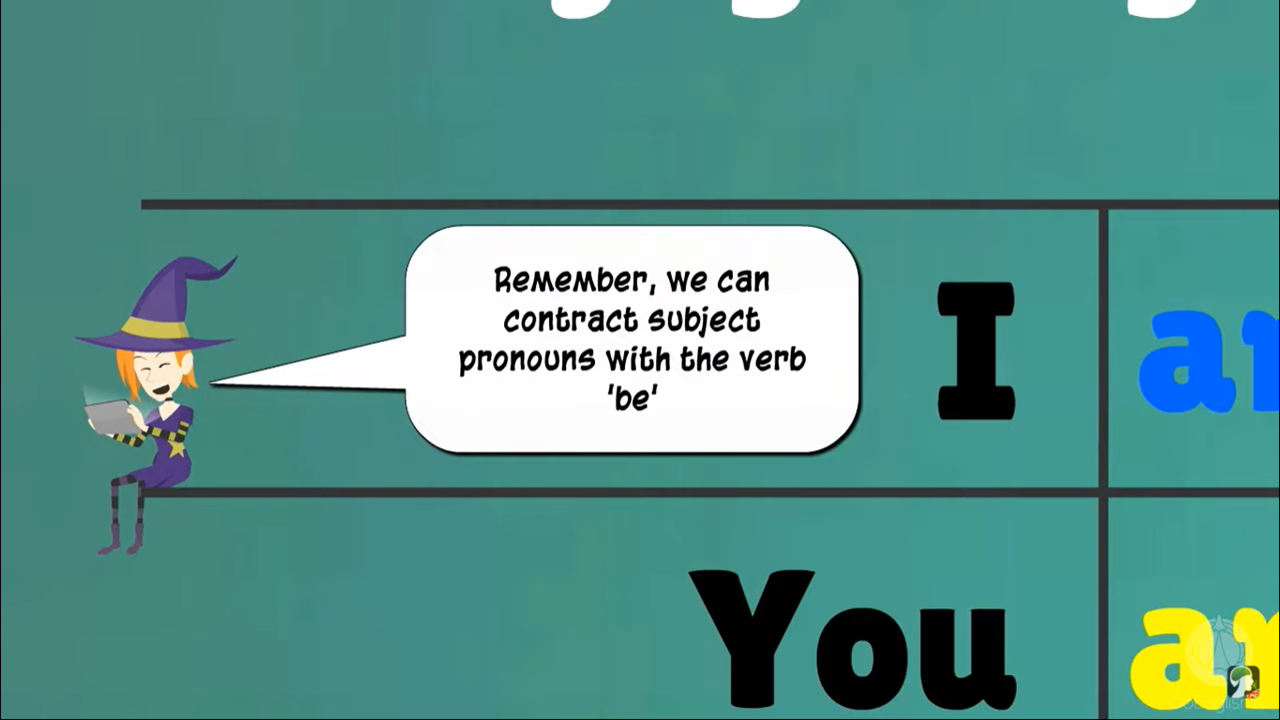 Remember, we can
contract subject
pronouns with the verb
'be'
I
You